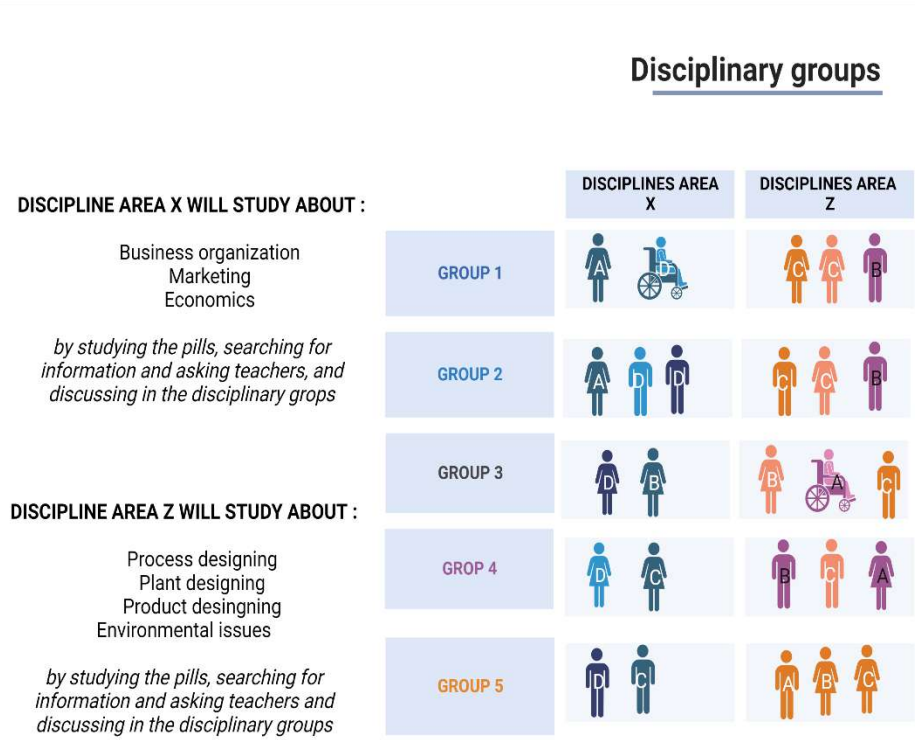 Disciplinary groups
DISCIPLINES AREA
X
DISCIPLINES AREA
Z
DISCIPLINE AREA X WILL STUDY ABOUT :
Business organization
Marketing
Economics
by studying the pills, searching for
information and asking teachers, and
discussing in the disciplinary grops
DISCIPLINE AREA Z WILL STUDY ABOUT :
Process designing
Plant designing
Product desingning
Environmental issues
by studying the pills, searching for
information and asking teachers and
discussing in the disciplinary groups
GROUP 1
A D C C B
GROUP 2
A D D C C B
GROUP 3
D B B A C
GROP 4
D C B C A
GROUP 5
D C A B C